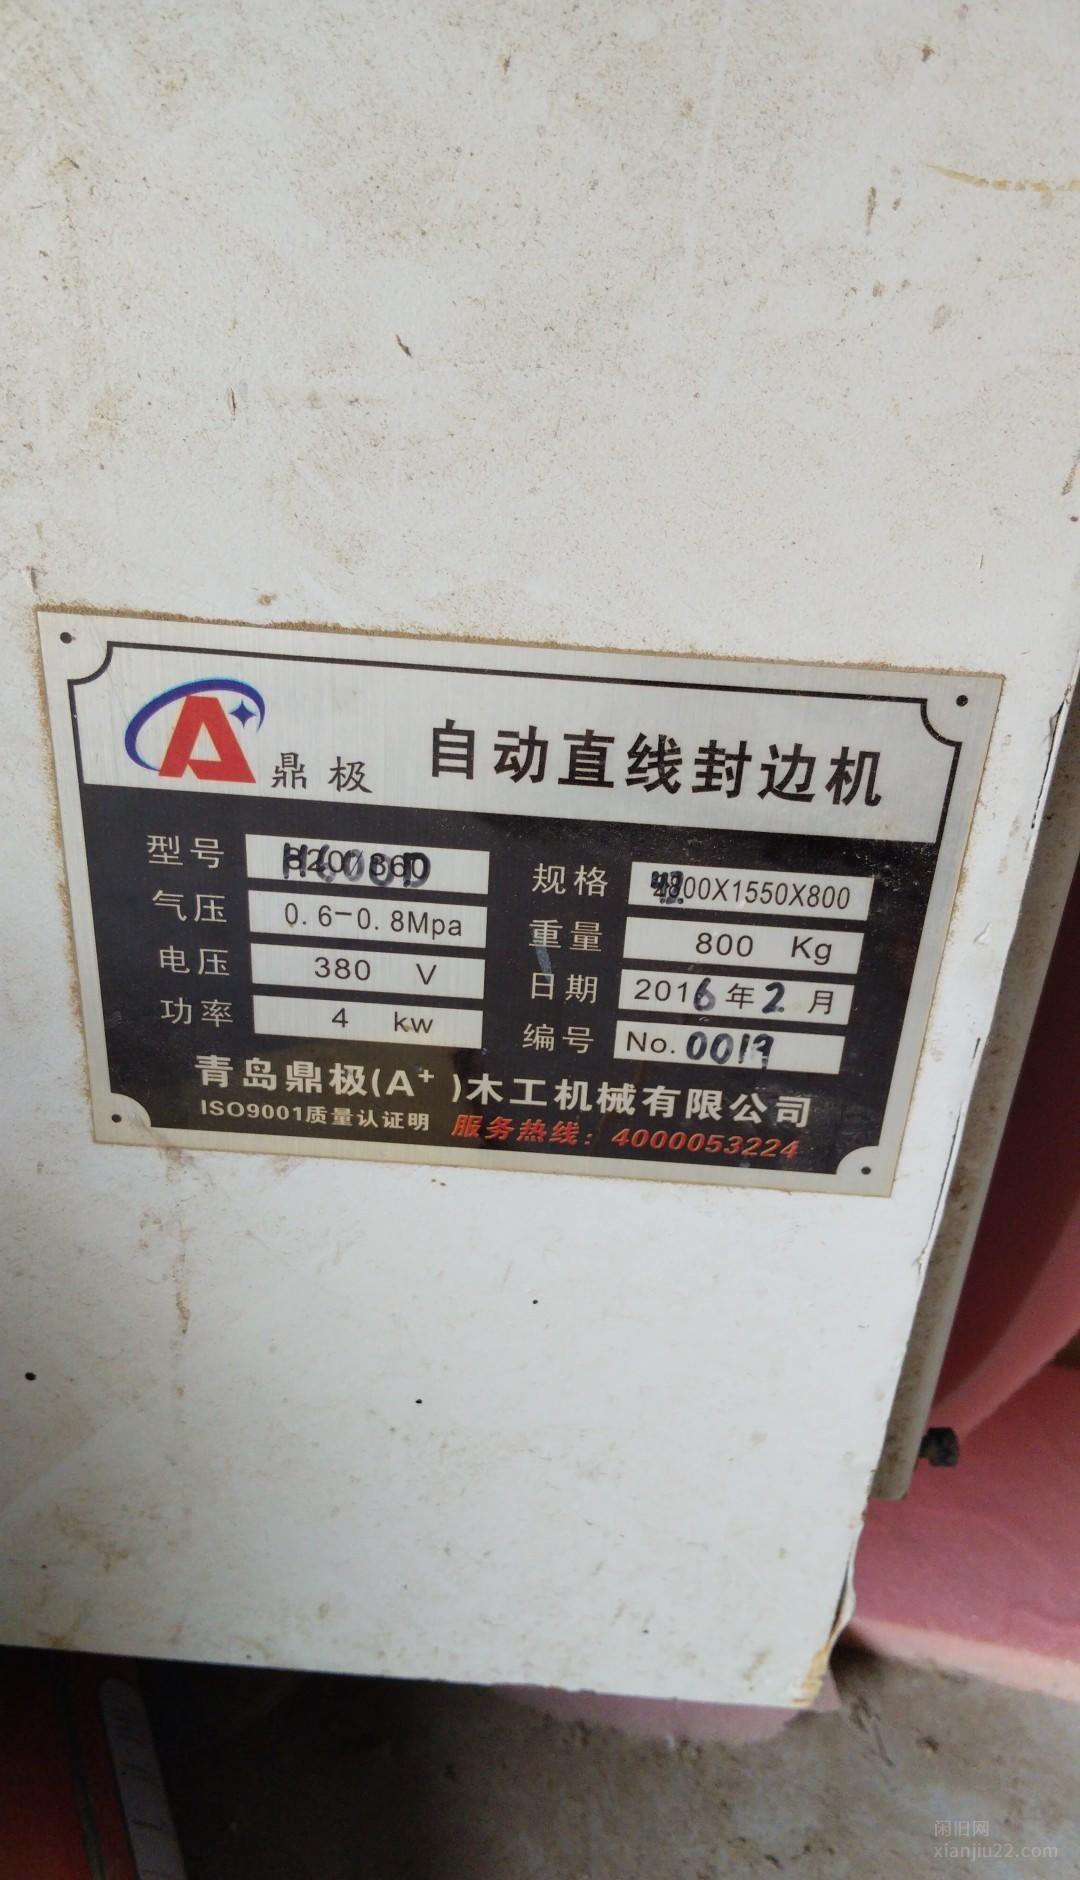 A 鼎极 自动直线封边机
型号 H600D 规格 00X1550X800
气压 0.6-0.8Mpa 重量 800 Kg
电压 380 V 日期 2016年2月
功率 4 kw 编号 No. 0019
青岛鼎极(A+)木工机械有限公司
ISO9001质量认证明 服务热线：4000053224
闲旧网
xianjiu22.com